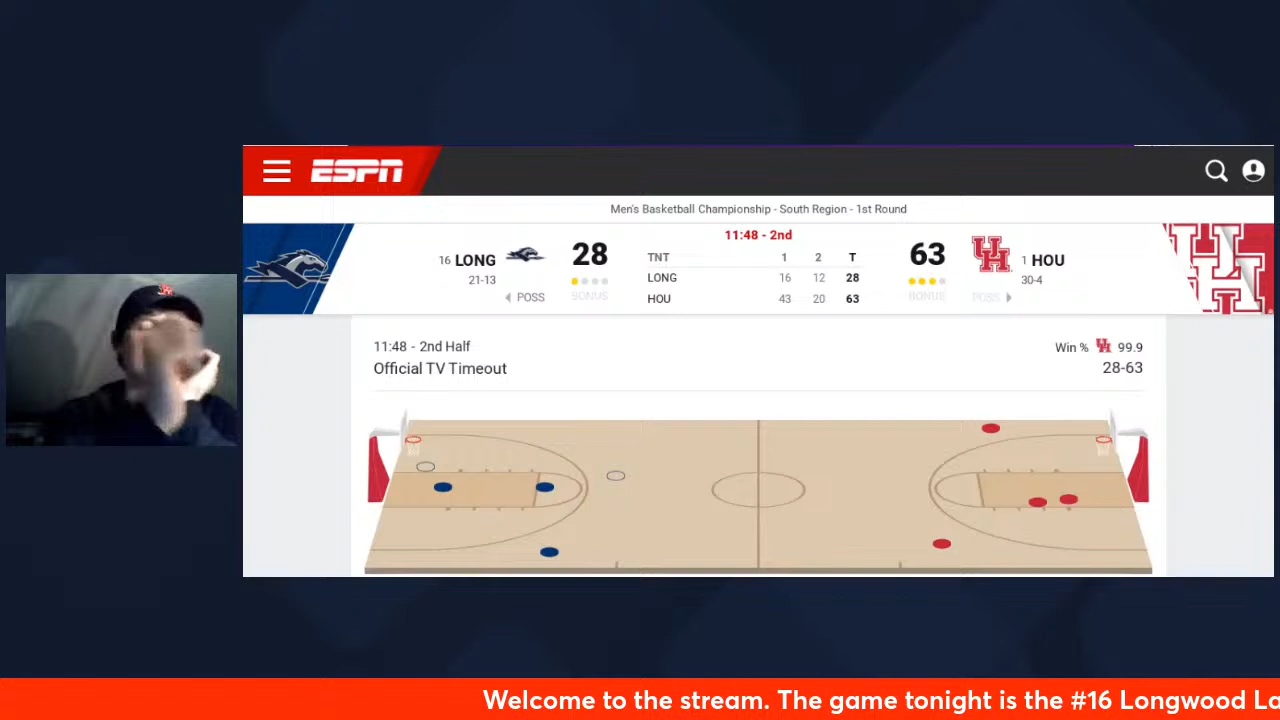 ESPN
Men's Basketball Championship - South Region - 1st Round
11:48 - 2nd
16 LONG
21-13
POSS
28
BONUS
TNT 1 2 T
LONG 16 12 28
HOU 43 20 63
63
BONUS
1 HOU
30-4
POSS
11:48 - 2nd Half
Official TV Timeout
Win % 99.9
28-63
Welcome to the stream. The game tonight is the #16 Longwood La